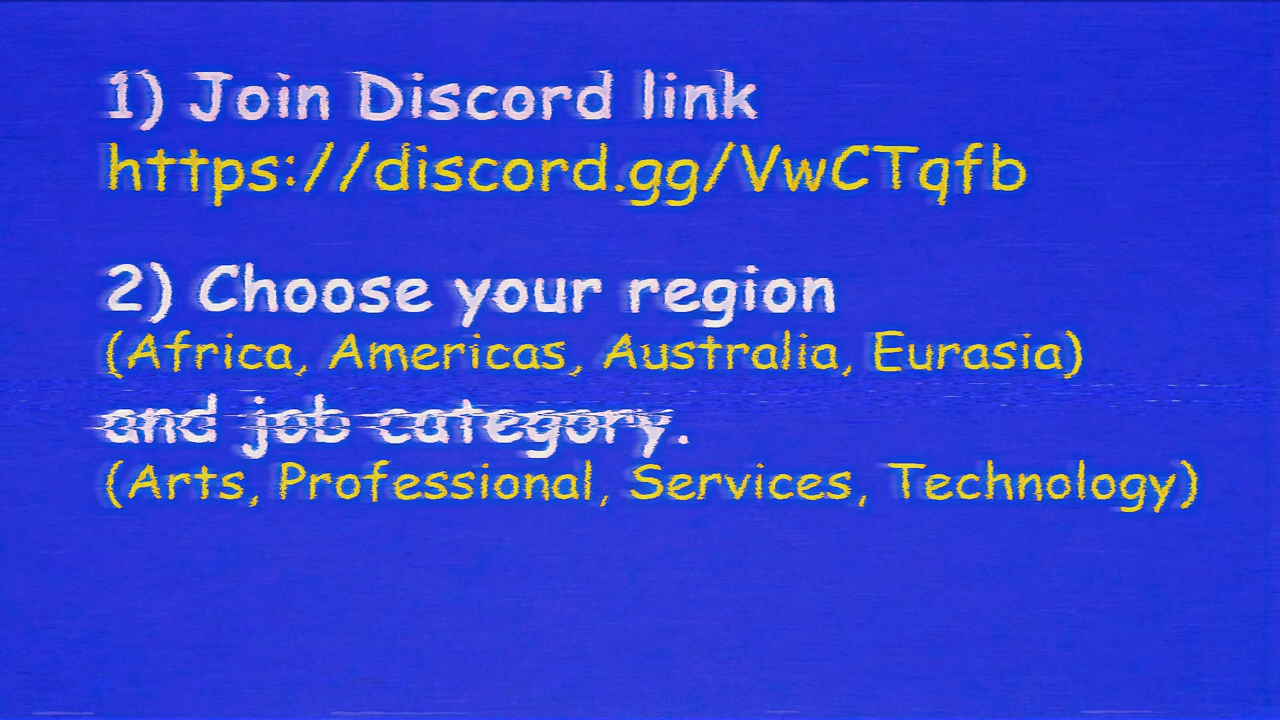 1) Join Discord link
https://discord.gg/VwCTqfb
2) Choose your region
(Africa, Americas, Australia, Eurasia)
and job category.
(Arts, Professional, Services, Technology)